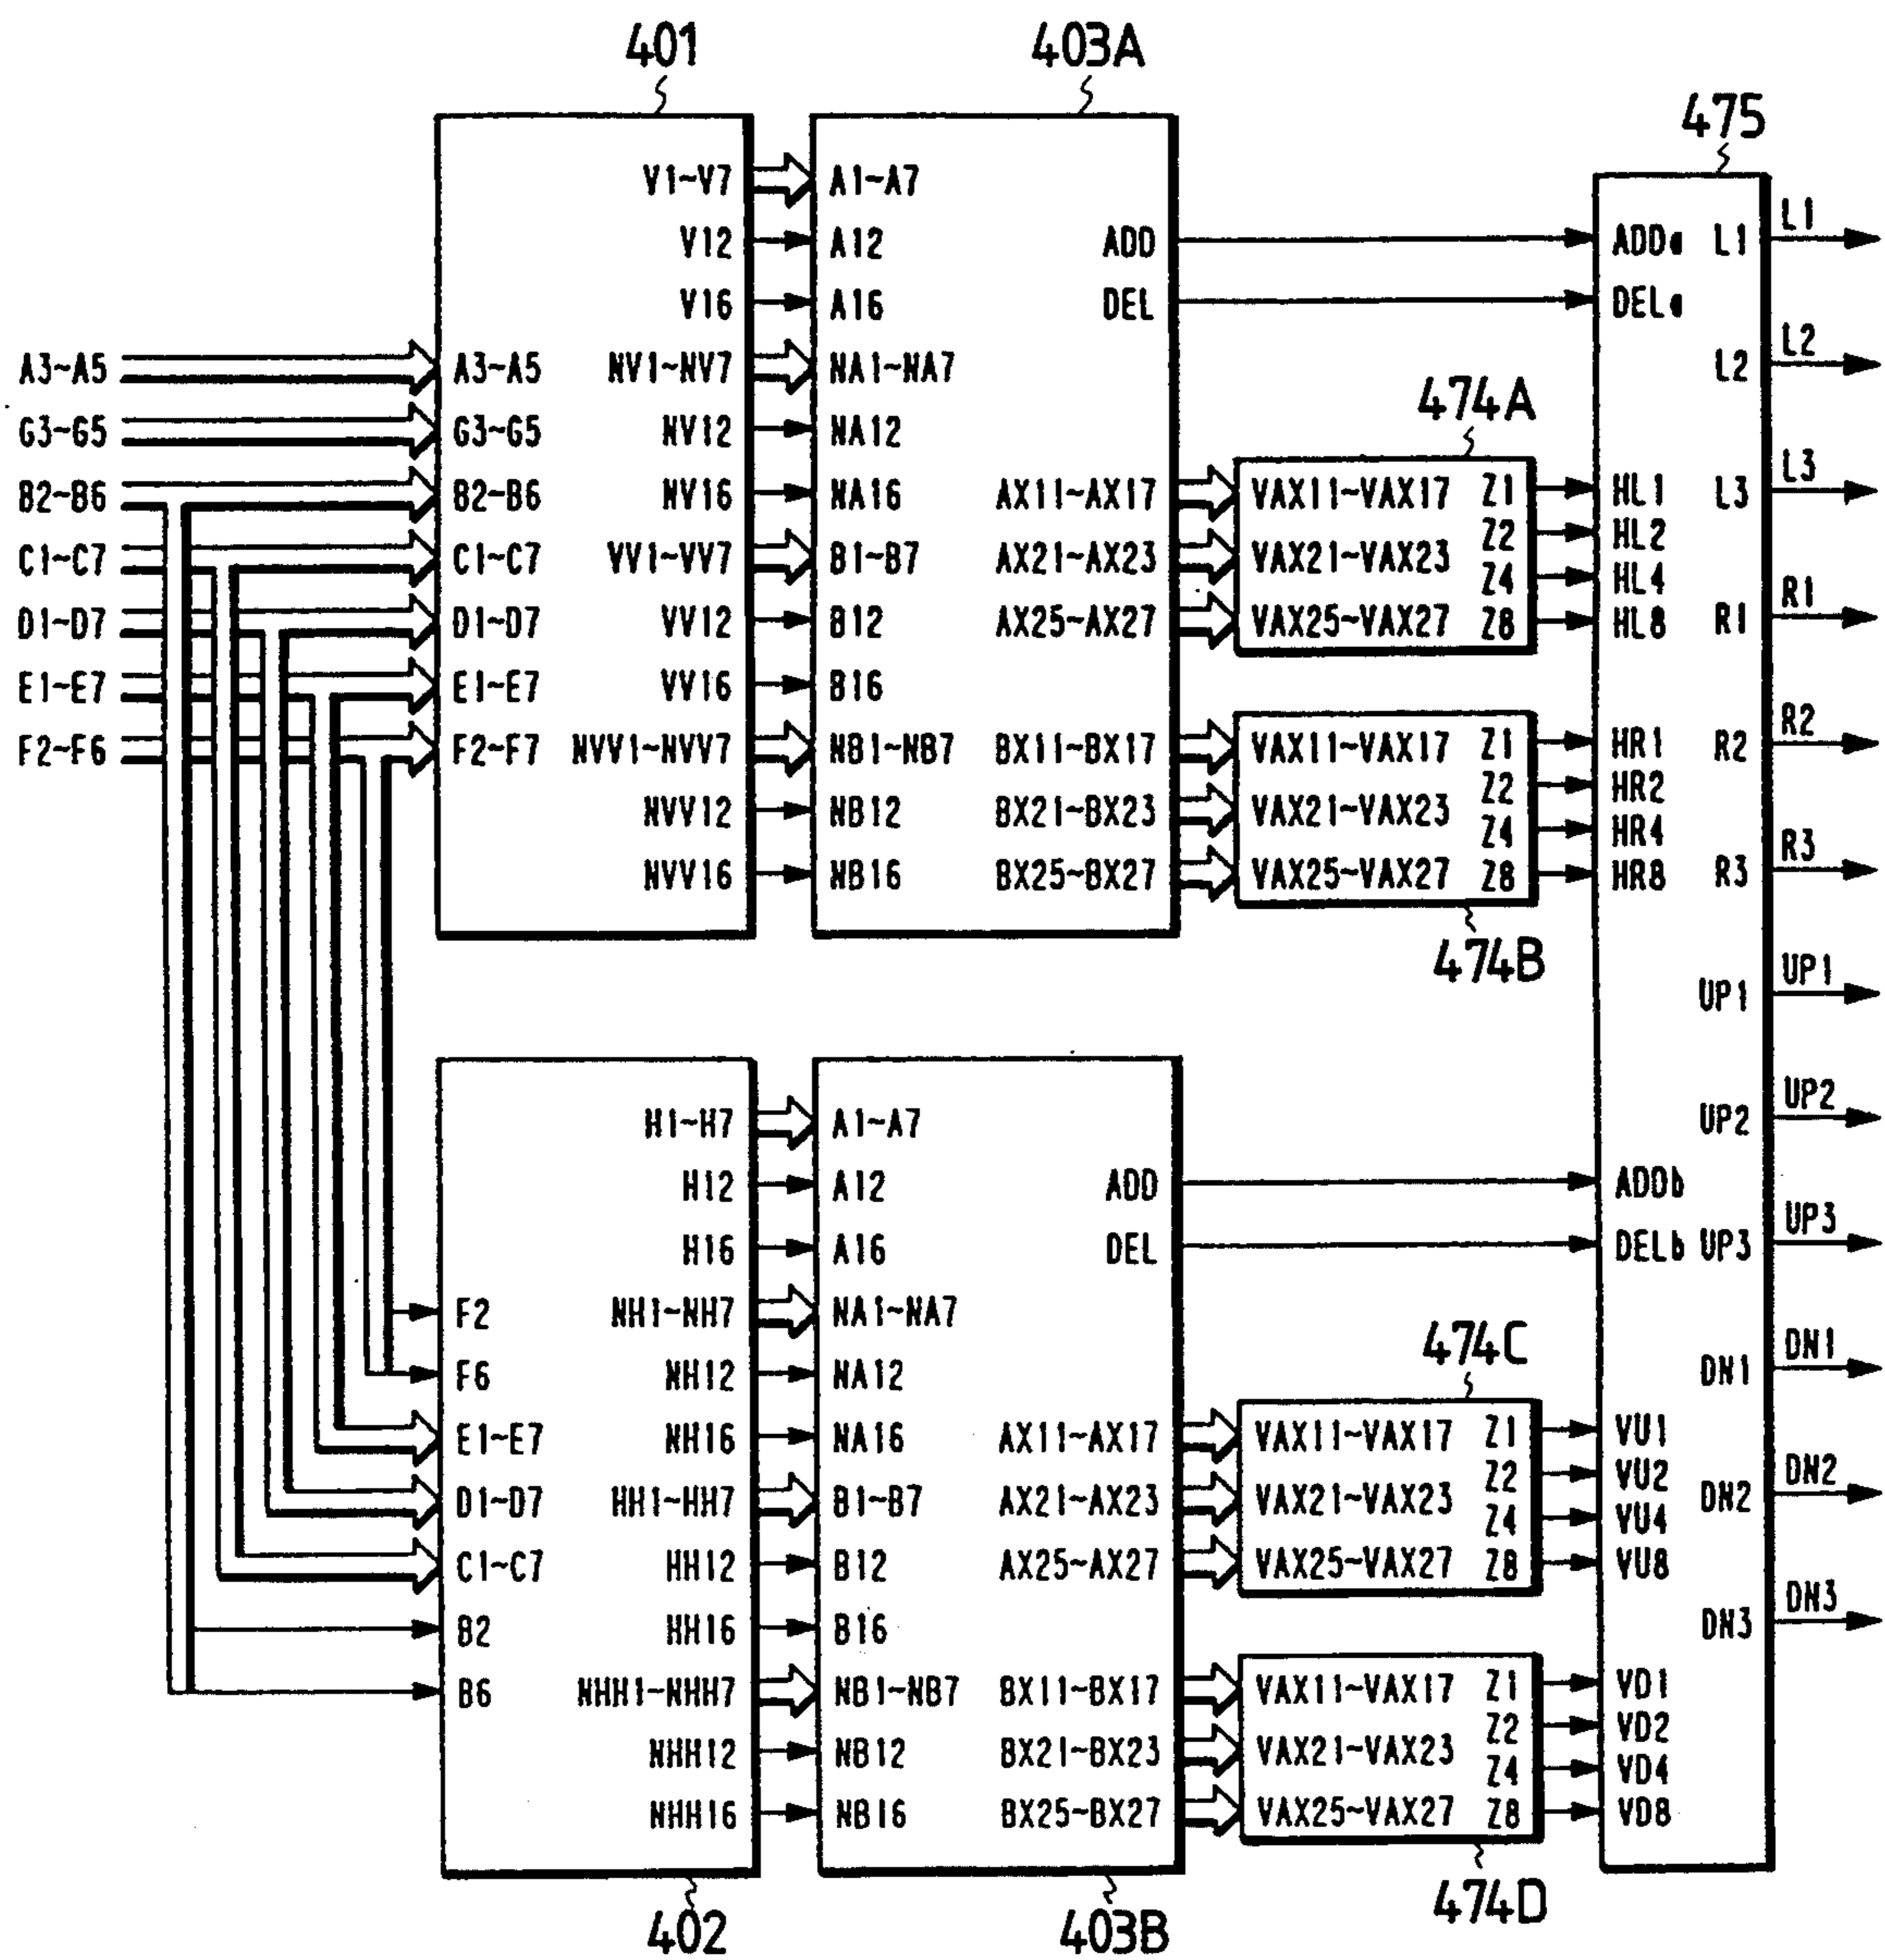 401
403A
475
V1~V7
A1~A7
V12
A12
ADD
ADDa
L1
L1
V16
A16
DEL
DELa
A3~A5
A3~A5
NV1~NV7
NA1~NA7
L2
L2
G3~G5
G3~G5
NV12
NA12
474A
B2~B6
B2~B6
NV16
NA16
AX11~AX17
VAX11~VAX17
Z1
HL1
L3
L3
Z2
HL2
C1~C7
C1~C7
VV1~VV7
B1~B7
AX21~AX23
VAX21~VAX23
Z4
HL4
D1~D7
D1~D7
VV12
B12
AX25~AX27
VAX25~VAX27
Z8
HL8
R1
R1
E1~E7
E1~E7
VV16
B16
F2~F6
F2~F7
NVV1~NVV7
NB1~NB7
BX11~BX17
VAX11~VAX17
Z1
HR1
R2
R2
Z2
HR2
NVV12
NB12
BX21~BX23
VAX21~VAX23
Z4
HR4
NVV16
NB16
BX25~BX27
VAX25~VAX27
Z8
HR8
R3
R3
474B
UP1
UP1
H1~H7
A1~A7
UP2
UP2
H12
A12
ADD
ADDb
H16
A16
DEL
DELb
UP3
UP3
F2
NH1~NH7
NA1~NA7
474C
F6
NH12
NA12
DN1
DN1
E1~E7
NH16
NA16
AX11~AX17
VAX11~VAX17
Z1
VU1
Z2
VU2
D1~D7
HH1~HH7
B1~B7
AX21~AX23
VAX21~VAX23
DN2
DN2
Z4
VU4
C1~C7
HH12
B12
AX25~AX27
VAX25~VAX27
Z8
VU8
B2
HH16
B16
DN3
DN3
B6
NHH1~NHH7
NB1~NB7
BX11~BX17
VAX11~VAX17
Z1
VD1
Z2
VD2
NHH12
NB12
BX21~BX23
VAX21~VAX23
Z4
VD4
NHH16
NB16
BX25~BX27
VAX25~VAX27
Z8
VD8
474D
402
403B